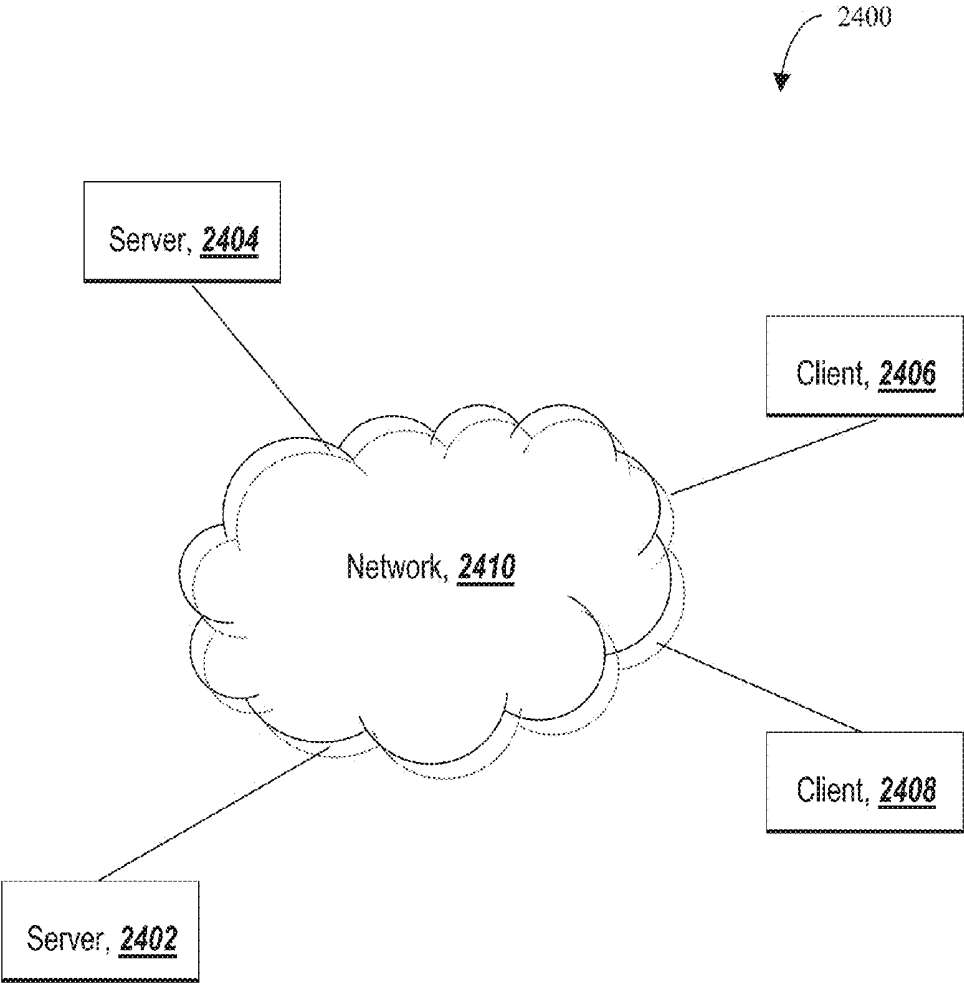 2400
Server, 2404
Client, 2406
Network, 2410
Client, 2408
Server, 2402